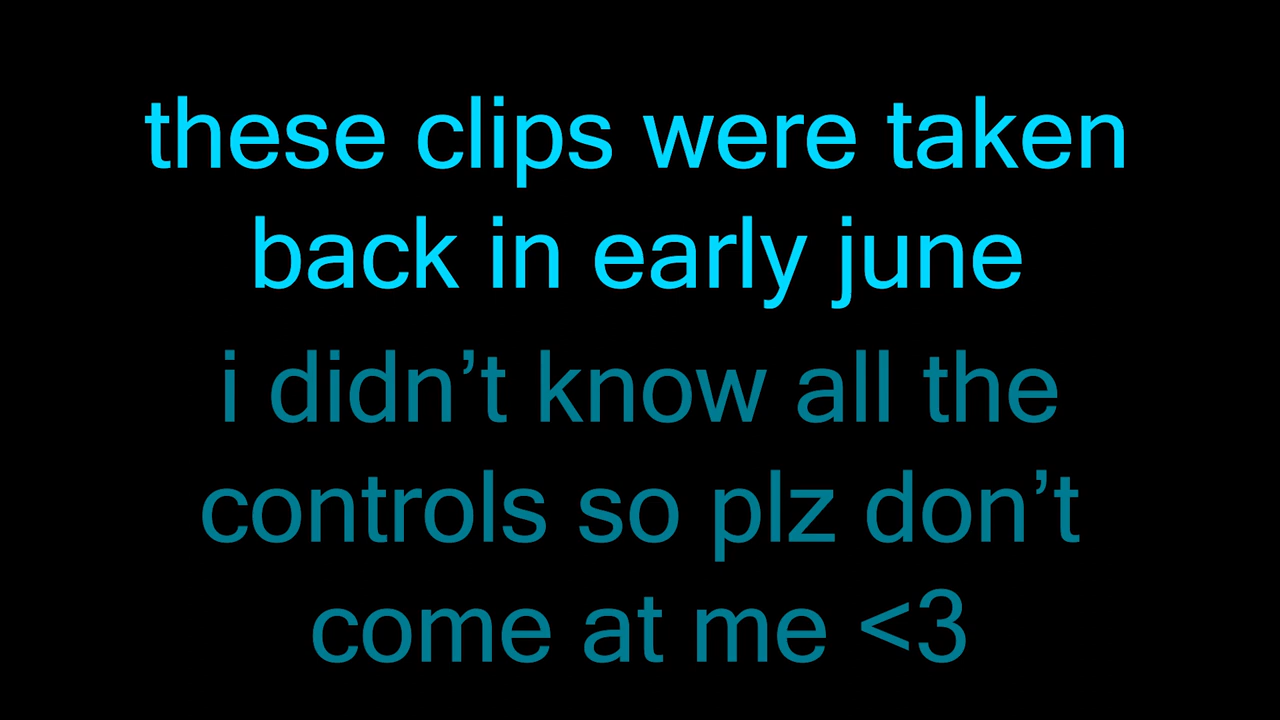 these clips were taken
back in early june
i didn’t know all the
controls so plz don’t
come at me <3